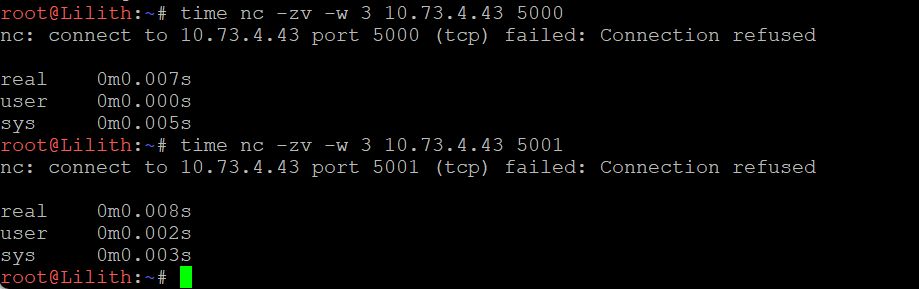 root@Lilith:~# time nc -zv -w 3 10.73.4.43 5000
nc: connect to 10.73.4.43 port 5000 (tcp) failed: Connection refused

real    0m0.007s
user    0m0.000s
sys     0m0.005s
root@Lilith:~# time nc -zv -w 3 10.73.4.43 5001
nc: connect to 10.73.4.43 port 5001 (tcp) failed: Connection refused

real    0m0.008s
user    0m0.002s
sys     0m0.003s
root@Lilith:~#